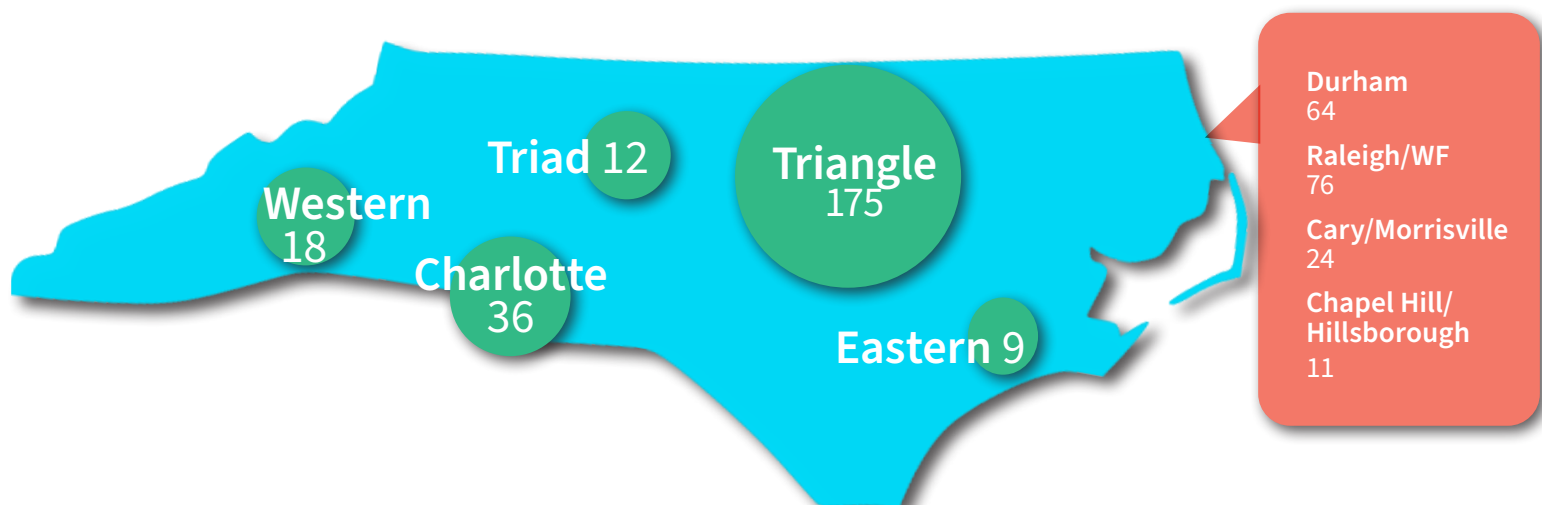 Triad 12
Triangle
175
Western
18
Charlotte
36
Eastern 9
Durham
64
Raleigh/WF
76
Cary/Morrisville
24
Chapel Hill/
Hillsborough
11